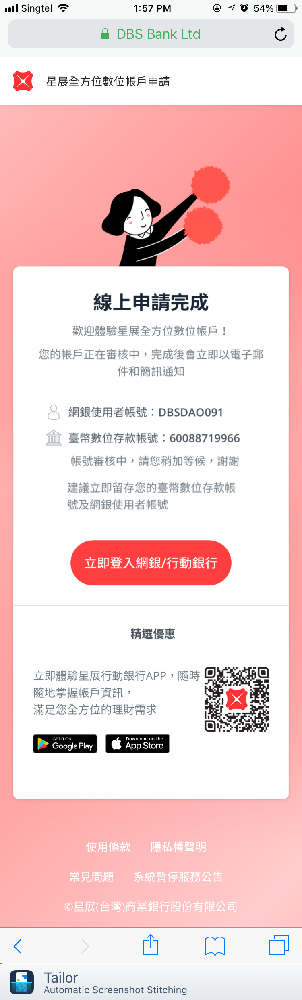 Singtel 1:57 PM 54%
DBS Bank Ltd
星展全方位數位帳戶申請
線上申請完成
歡迎體驗星展全方位數位帳戶！
您的帳戶正在審核中，完成後會立即以電子郵
件和簡訊通知
網銀使用者帳號：DBSDAO091
臺幣數位存款帳號：60088719966
帳號審核中，請您稍加等候，謝謝
建議立即留存您的臺幣數位存款帳
號及網銀使用者帳號
立即登入網銀/行動銀行
精選優惠
立即體驗星展行動銀行APP，隨時
隨地掌握帳戶資訊，
滿足您全方位的理財需求
GET IT ON
Google Play
Download on the
App Store
使用條款 隱私權聲明
常見問題 系統暫停服務公告
©星展(台灣)商業銀行股份有限公司
Tailor
Automatic Screenshot Stitching